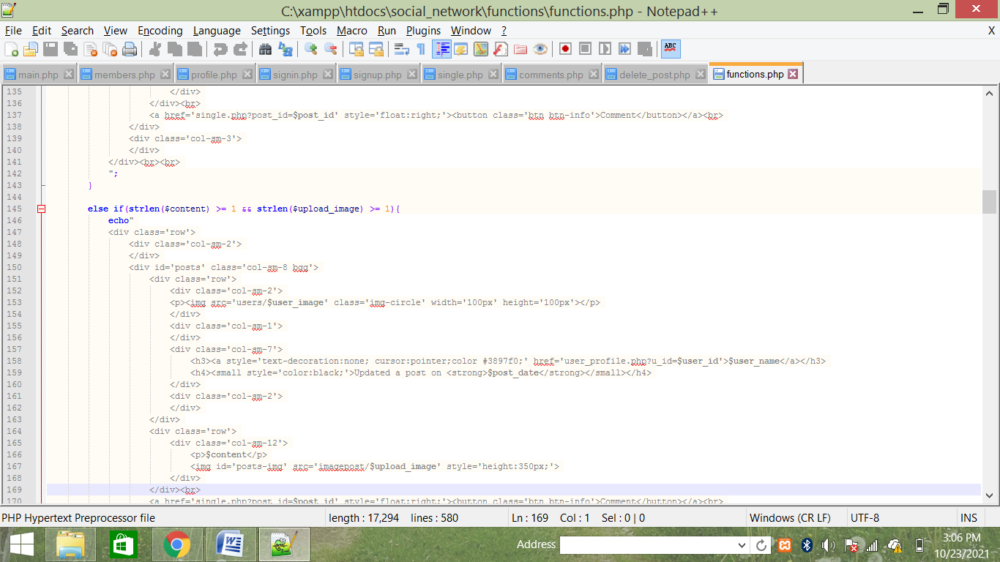 C:\xampp\htdocs\social_network\functions\functions.php - Notepad++
File Edit Search View Encoding Language Settings Tools Macro Run Plugins Window ? X
ABC
main.php members.php profile.php signin.php signup.php single.php comments.php delete_post.php functions.php
135 </div>
136 </div><br>
137 <a href='single.php?post_id=$post_id' style='float:right;'><button class='btn btn-info'>Comment</button></a><br>
138 </div>
139 <div class='col-sm-3'>
140 </div>
141 </div><br><br>
142 ";
143 }
144
145 else if(strlen($content) >= 1 && strlen($upload_image) >= 1){
146 echo"
147 <div class='row'>
148 <div class='col-sm-2'>
149 </div>
150 <div id='posts' class='col-sm-8 bgg'>
151 <div class='row'>
152 <div class='col-sm-2'>
153 <p><img src='users/$user_image' class='img-circle' width='100px' height='100px'></p>
154 </div>
155 <div class='col-sm-1'>
156 </div>
157 <div class='col-sm-7'>
158 <h3><a style='text-decoration:none; cursor:pointer;color #3897f0;' href='user_profile.php?u_id=$user_id'>$user_name</a></h3>
159 <h4><small style='color:black;'>Updated a post on <strong>$post_date</strong></small></h4>
160 </div>
161 <div class='col-sm-2'>
162 </div>
163 </div>
164 <div class='row'>
165 <div class='col-sm-12'>
166 <p>$content</p>
167 <img id='posts-img' src='imagepost/$upload_image' style='height:350px;'>
168 </div>
169 </div><br>
170 <a href='single.php?post_id=$post_id' style='float:right;'><button class='btn btn-info'>Comment</button></a><br>
PHP Hypertext Preprocessor file length : 17,294 lines : 580 Ln : 169 Col : 1 Sel : 0 | 0 Windows (CR LF) UTF-8 INS
Address
3:06 PM
10/23/2021